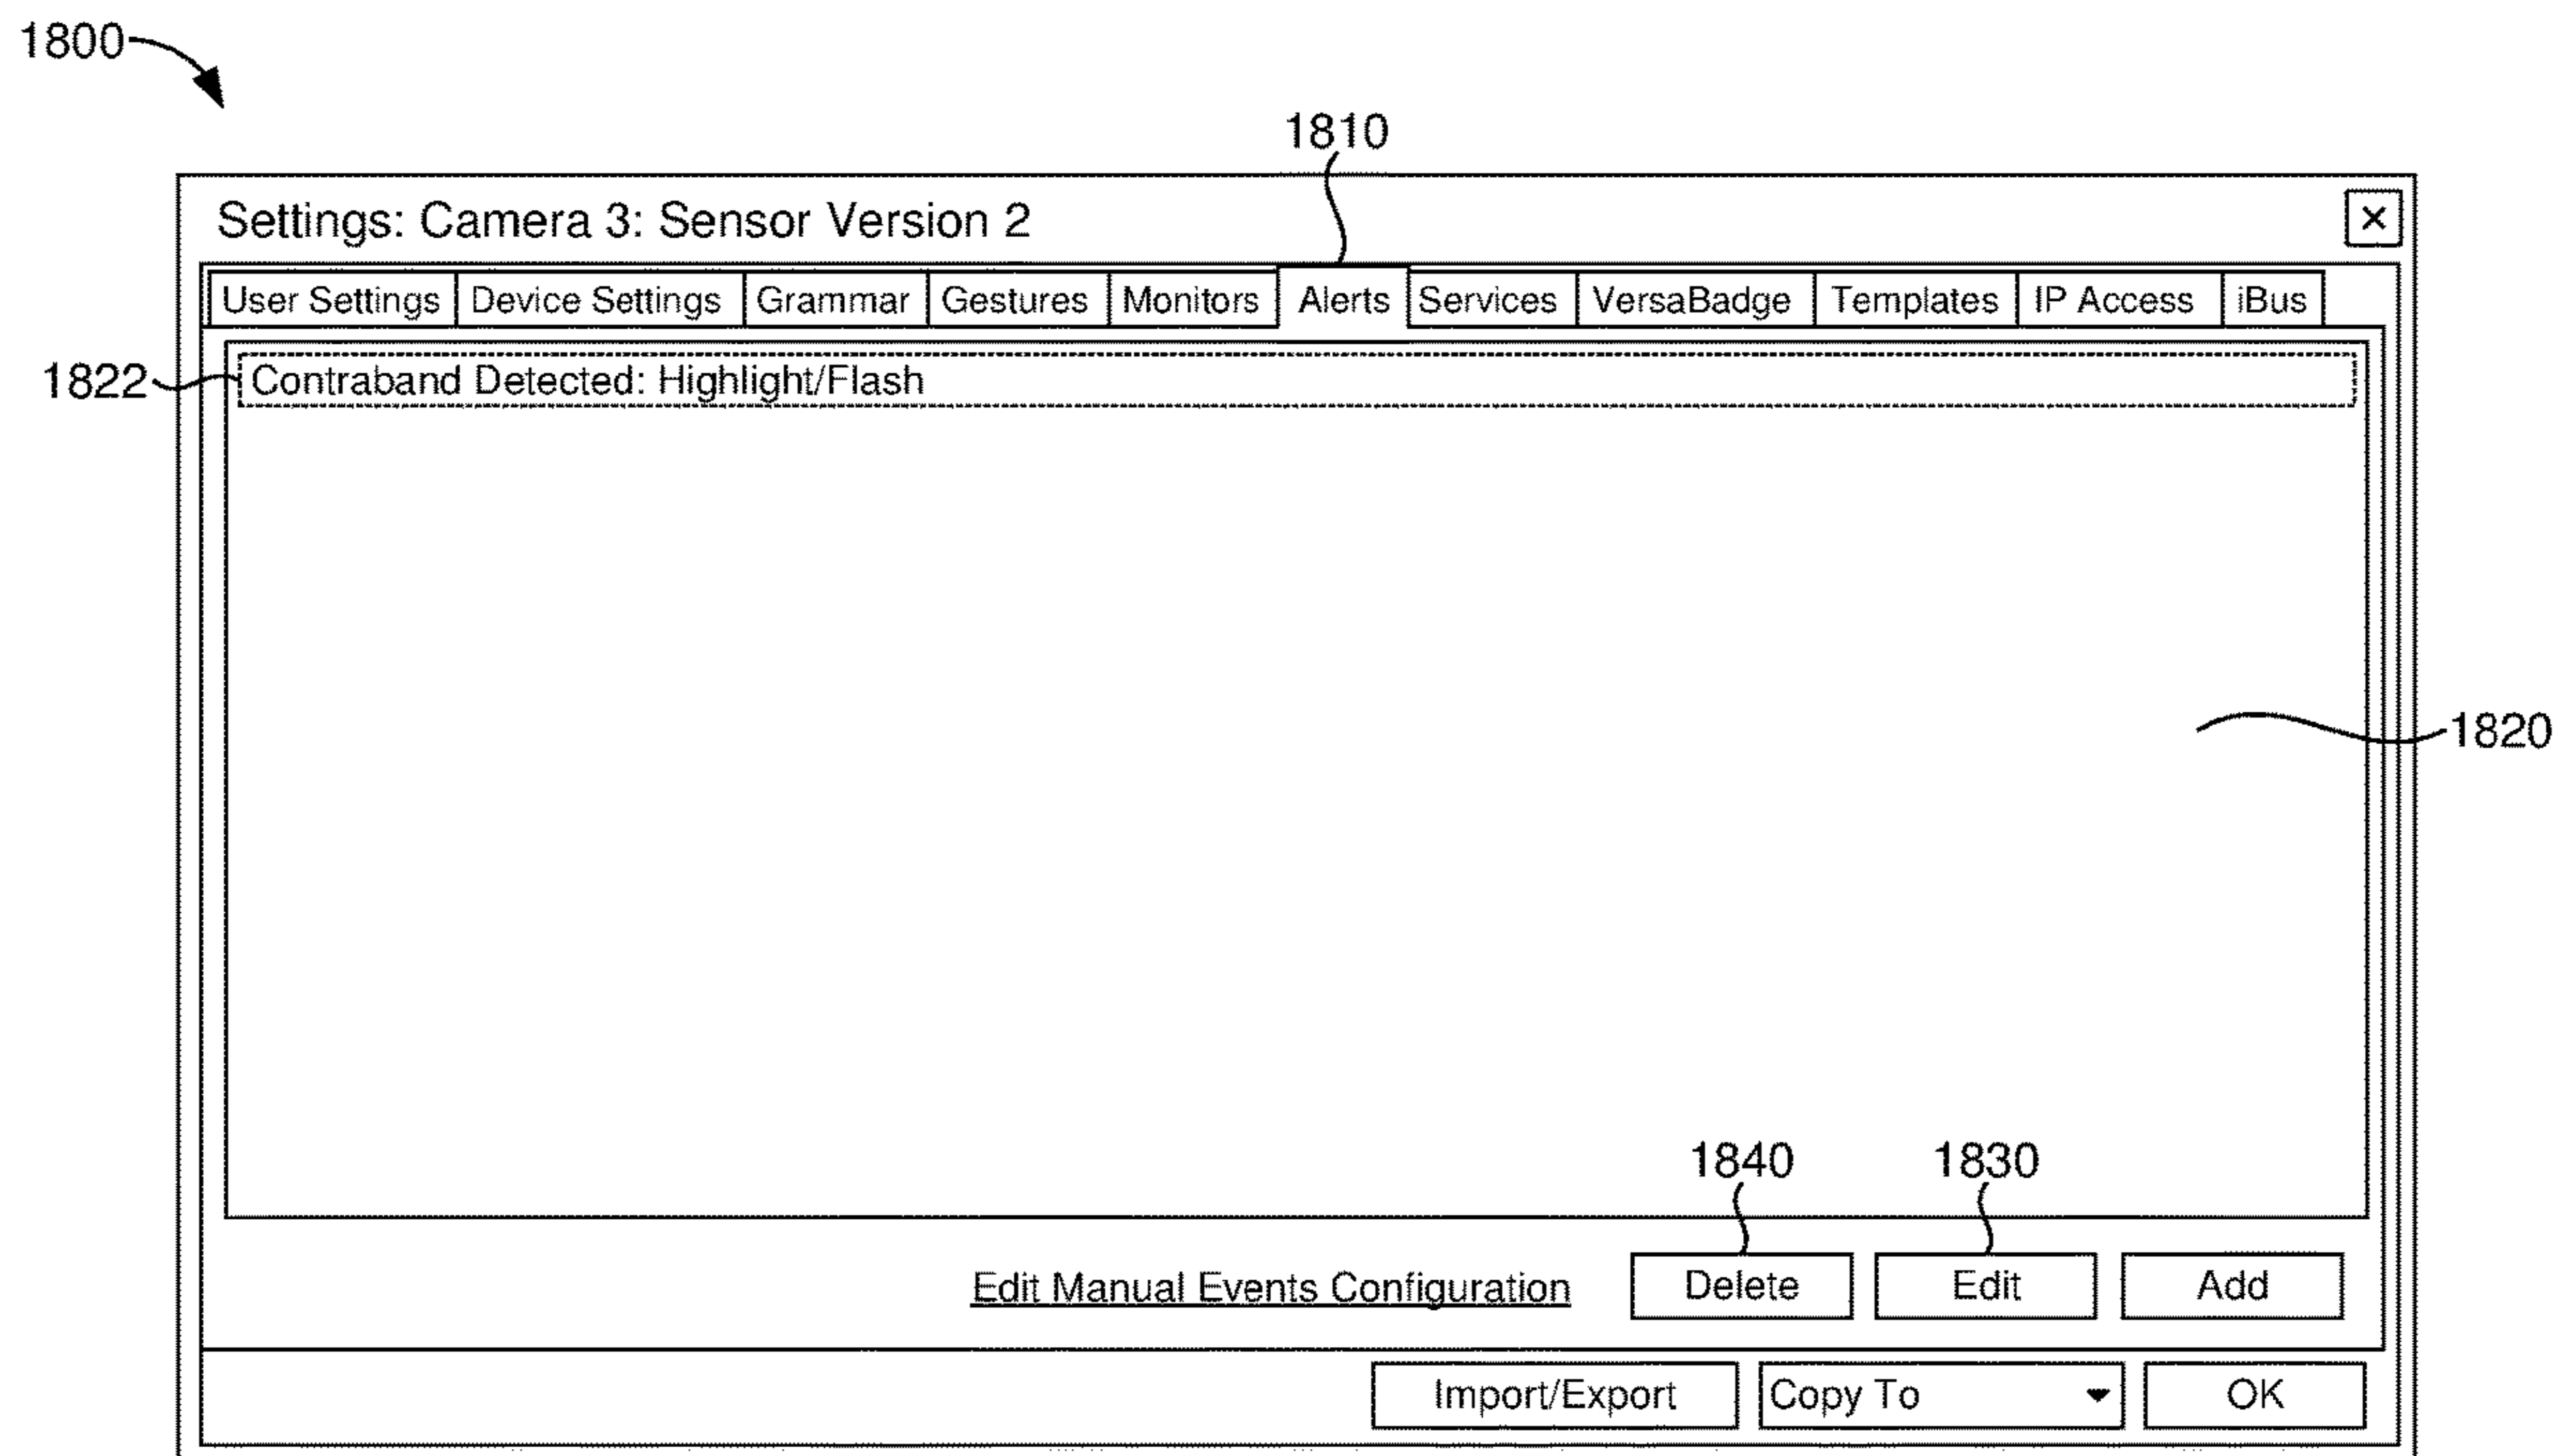 1800
1810
Settings: Camera 3: Sensor Version 2 ×
User Settings Device Settings Grammar Gestures Monitors Alerts Services VersaBadge Templates IP Access iBus
1822 Contraband Detected: Highlight/Flash
1820
1840 1830
Edit Manual Events Configuration Delete Edit Add
Import/Export Copy To OK